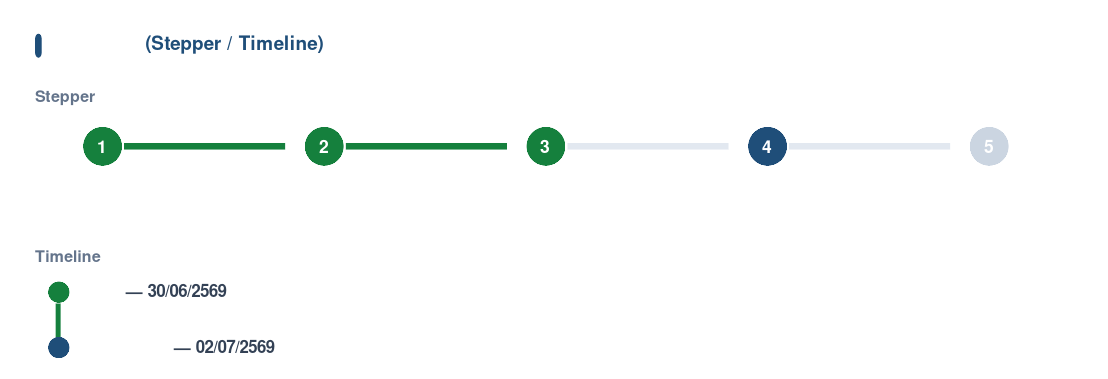 (Stepper / Timeline)
Stepper
1 2 3 4 5
Timeline
— 30/06/2569
— 02/07/2569